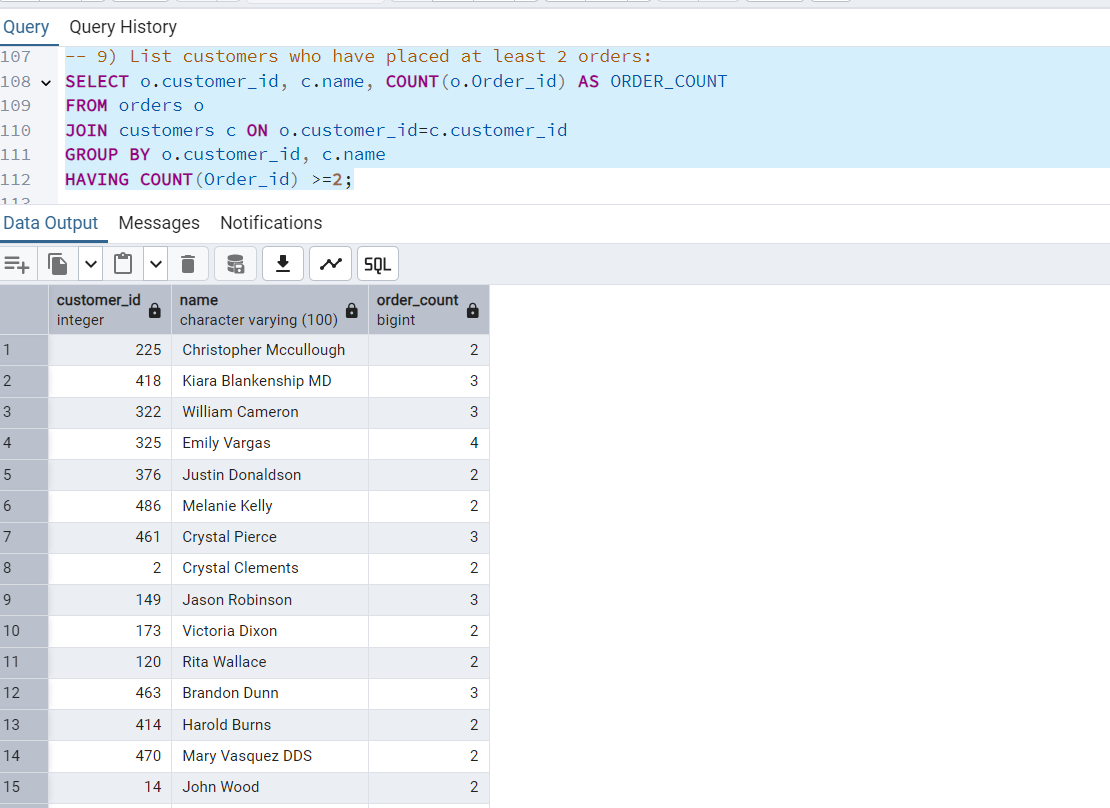 Query Query History
107 -- 9) List customers who have placed at least 2 orders:
108 SELECT o.customer_id, c.name, COUNT(o.Order_id) AS ORDER_COUNT
109 FROM orders o
110 JOIN customers c ON o.customer_id=c.customer_id
111 GROUP BY o.customer_id, c.name
112 HAVING COUNT(Order_id) >=2;
113
Data Output Messages Notifications
SQL
customer_id name order_count
integer character varying (100) bigint
1 225 Christopher Mccullough 2
2 418 Kiara Blankenship MD 3
3 322 William Cameron 3
4 325 Emily Vargas 4
5 376 Justin Donaldson 2
6 486 Melanie Kelly 2
7 461 Crystal Pierce 3
8 2 Crystal Clements 2
9 149 Jason Robinson 3
10 173 Victoria Dixon 2
11 120 Rita Wallace 2
12 463 Brandon Dunn 3
13 414 Harold Burns 2
14 470 Mary Vasquez DDS 2
15 14 John Wood 2